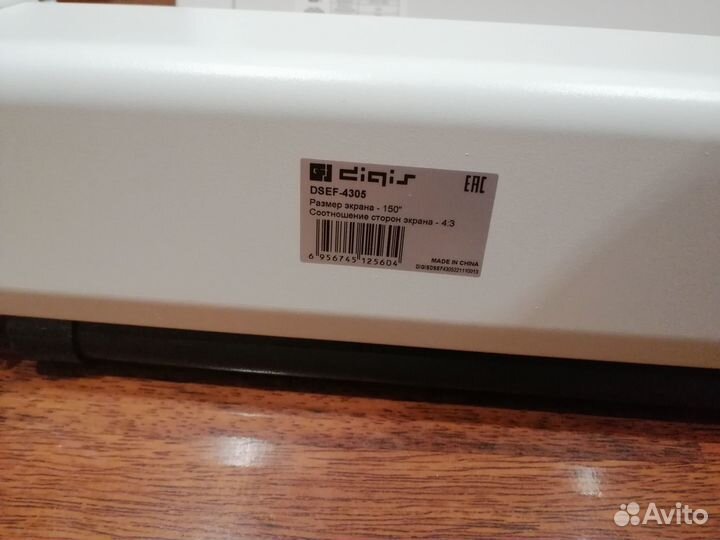 digis
EAC
DSEF-4305
Размер экрана - 150"
Соотношение сторон экрана - 4:3
6 956745 125604
MADE IN CHINA
Avito